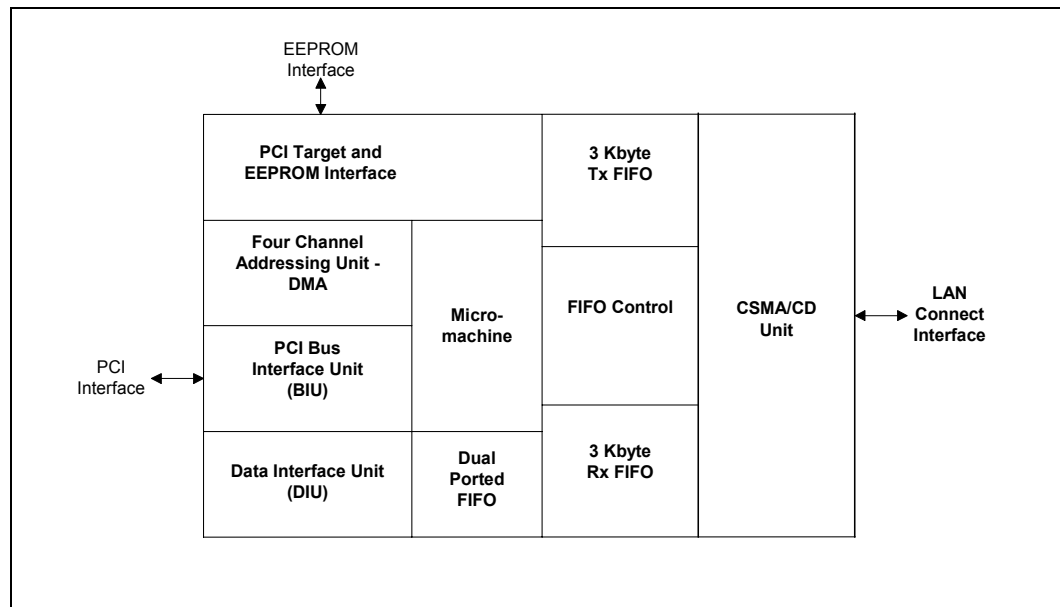 EEPROM
Interface
PCI Target and
EEPROM Interface
3 Kbyte
Tx FIFO
Four Channel
Addressing Unit -
DMA
Micro-
machine
FIFO Control
CSMA/CD
Unit
LAN
Connect
Interface
PCI
Interface
PCI Bus
Interface Unit
(BIU)
Data Interface Unit
(DIU)
Dual
Ported
FIFO
3 Kbyte
Rx FIFO